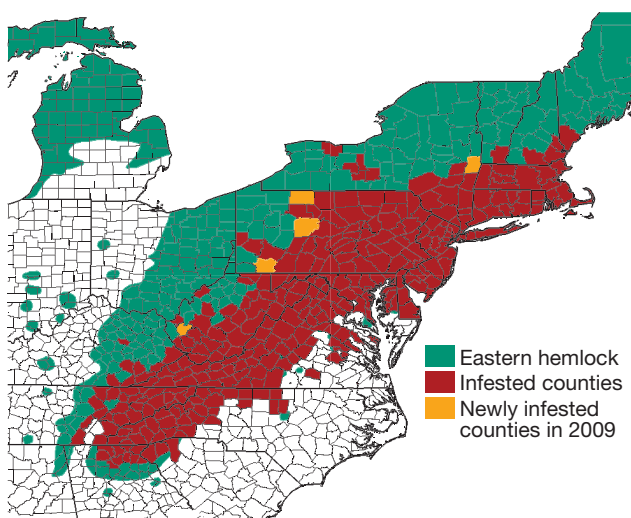 Eastern hemlock
Infested counties
Newly infested
counties in 2009